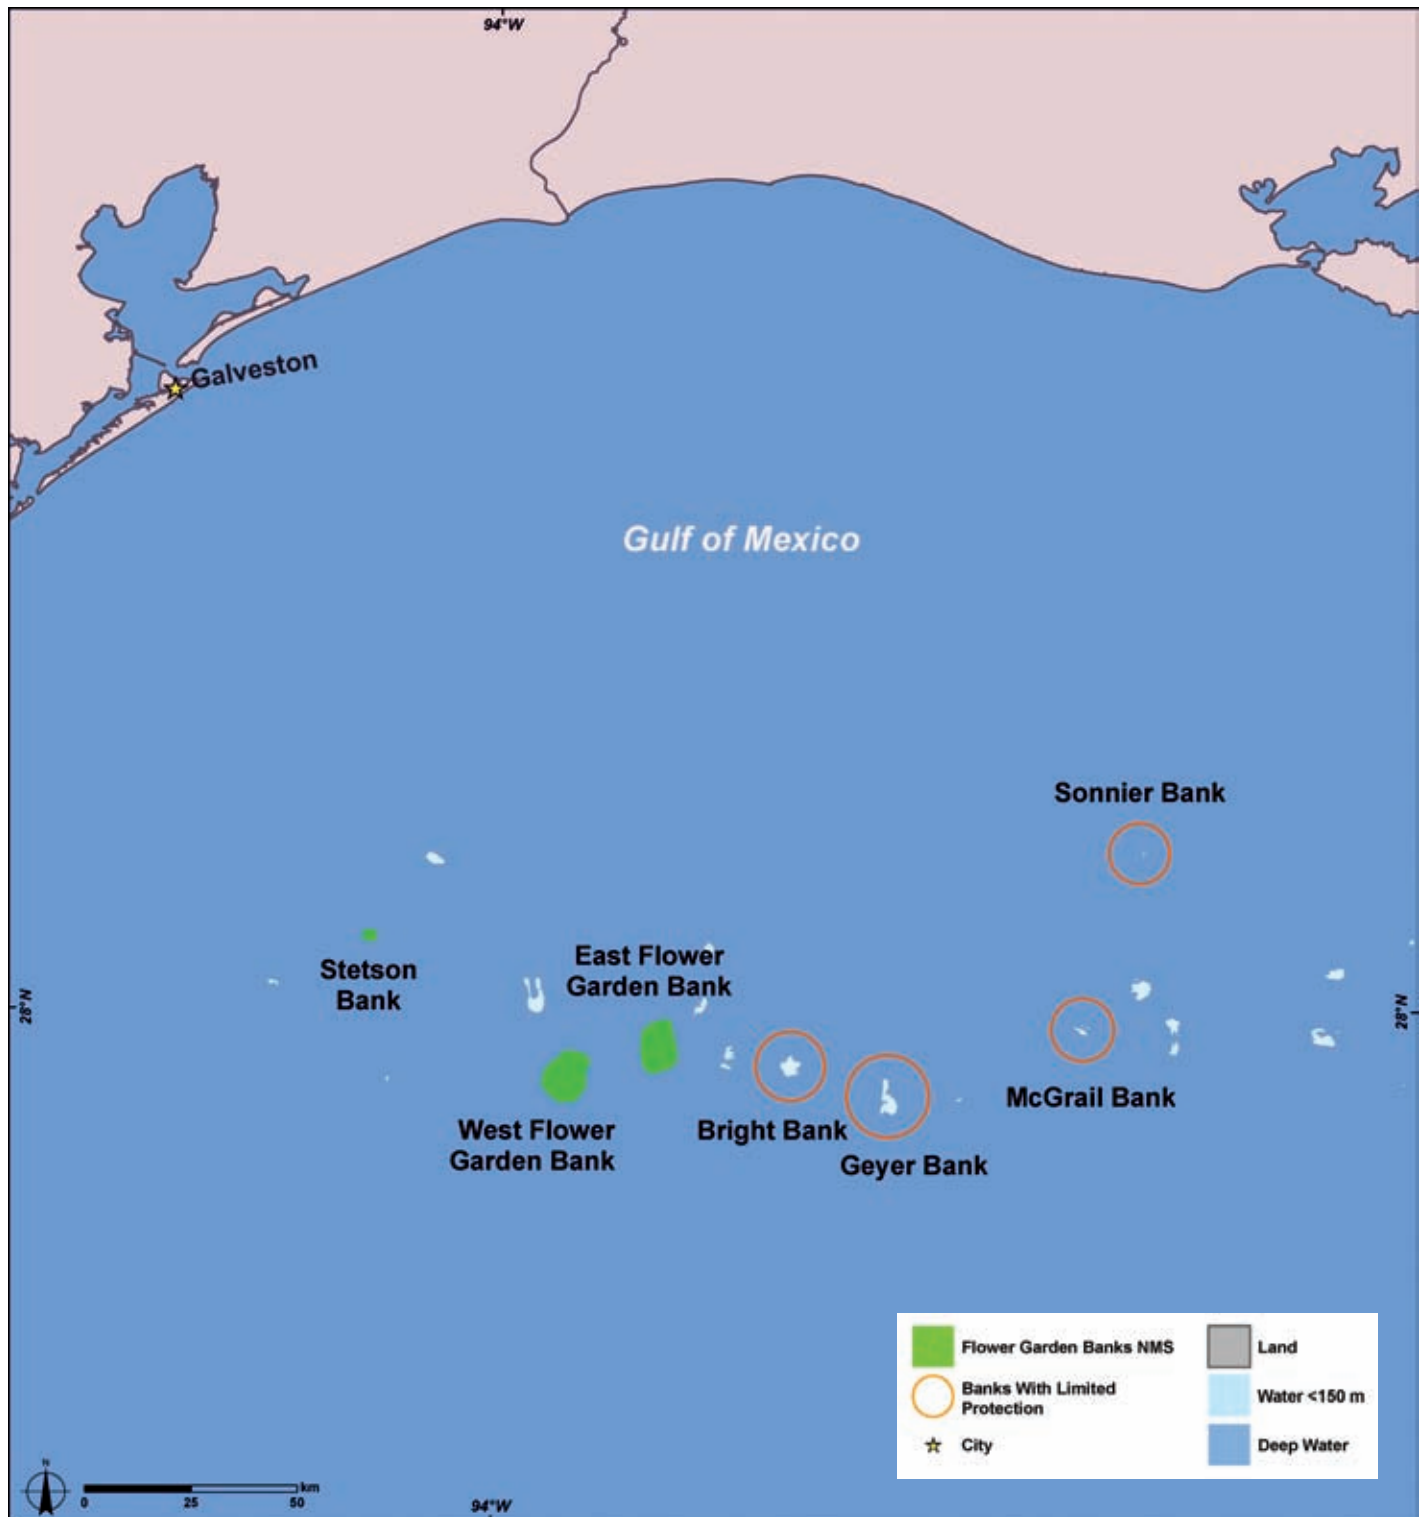 94°W
Galveston
Gulf of Mexico
Sonnier Bank
Stetson
Bank
East Flower
Garden Bank
28°N
28°N
West Flower
Garden Bank
Bright Bank
Geyer Bank
McGrail Bank
Flower Garden Banks NMS
Banks With Limited
Protection
City
Land
Water <150 m
Deep Water
N
0 25 50 km
94°W